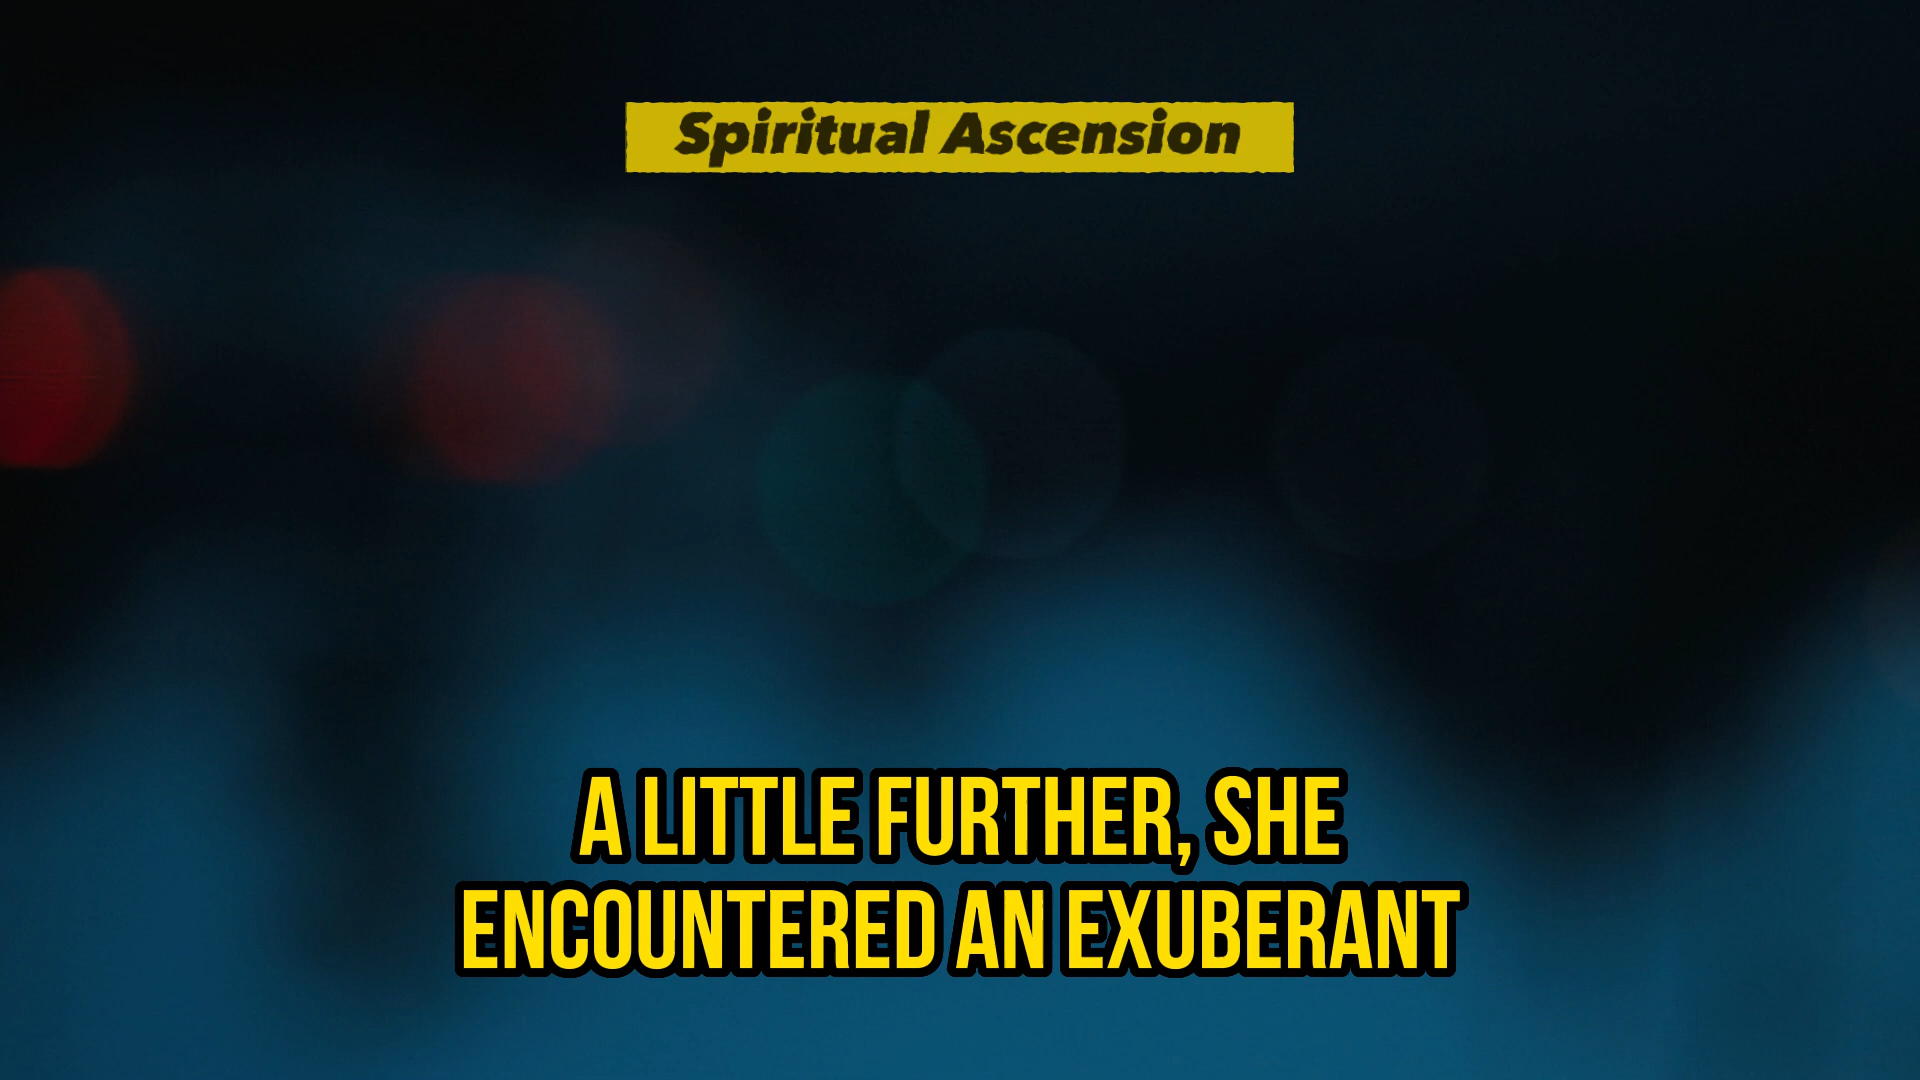 Spiritual Ascension
A LITTLE FURTHER, SHE
ENCOUNTERED AN EXUBERANT